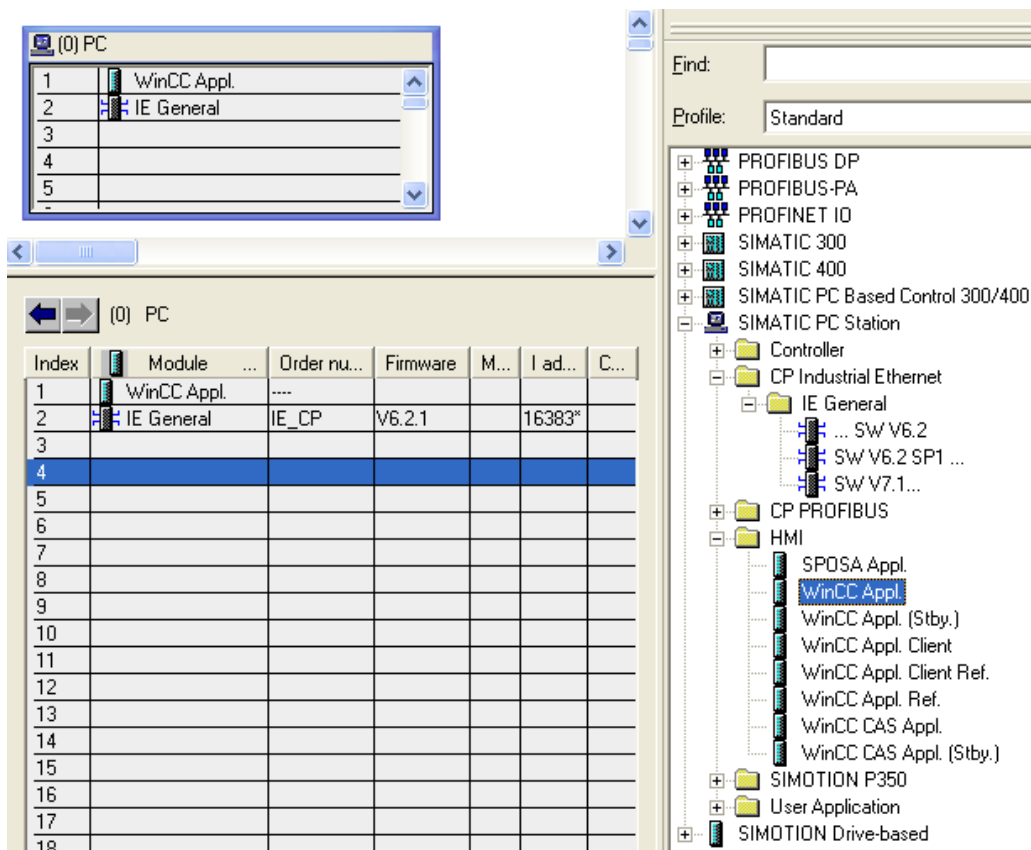 (0) PC
1 WinCC Appl.
2 IE General
3
4
5
(0) PC
Index Module ... Order nu... Firmware M... I ad... C...
1 WinCC Appl. ----
2 IE General IE_CP V6.2.1 16383*
3
4
5
6
7
8
9
10
11
12
13
14
15
16
17
18
Find:
Profile: Standard
PROFIBUS DP
PROFIBUS-PA
PROFINET IO
SIMATIC 300
SIMATIC 400
SIMATIC PC Based Control 300/400
SIMATIC PC Station
Controller
CP Industrial Ethernet
IE General
... SW V6.2
SW V6.2 SP1 ...
SW V7.1...
CP PROFIBUS
HMI
SPOSA Appl.
WinCC Appl.
WinCC Appl. (Stby.)
WinCC Appl. Client
WinCC Appl. Client Ref.
WinCC Appl. Ref.
WinCC CAS Appl.
WinCC CAS Appl. (Stby.)
SIMOTION P350
User Application
SIMOTION Drive-based